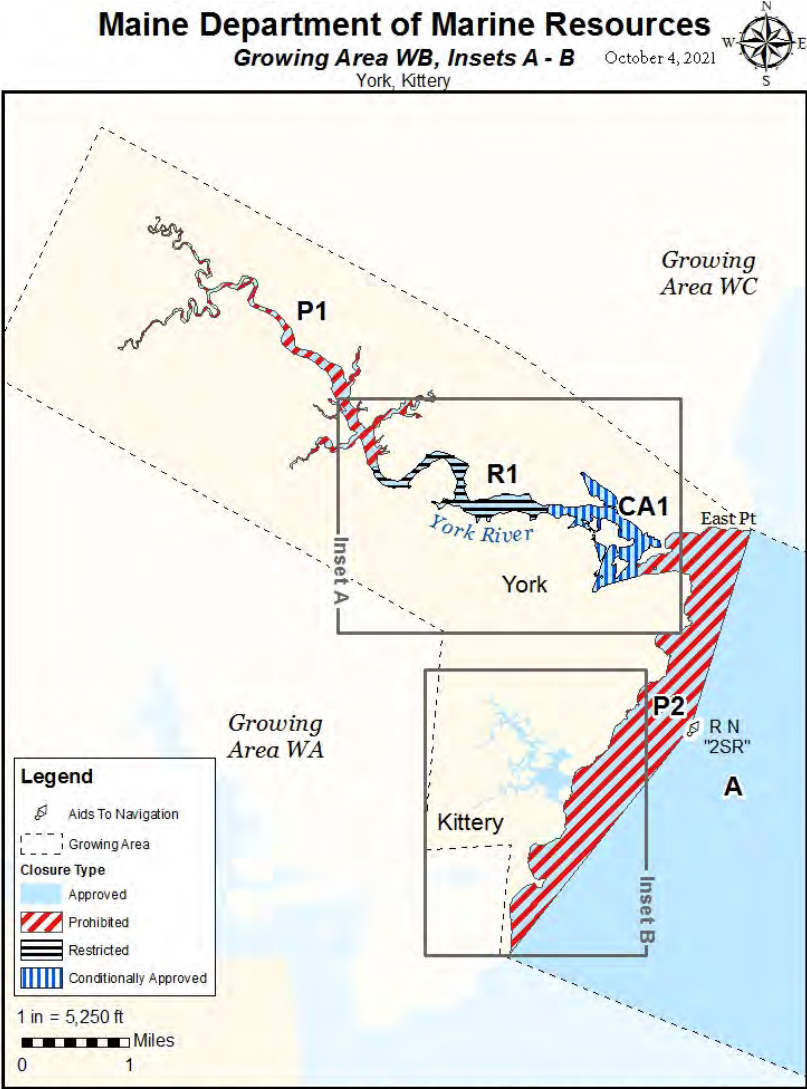 Maine Department of Marine Resources
Growing Area WB, Insets A - B
October 4, 2021
York, Kittery
N
W
E
S
Growing
Area WC
P1
R1
CA1
East Pt
York River
Inset A
York
P2
R N
"2SR"
Growing
Area WA
A
Kittery
Inset B
Legend
Aids To Navigation
Growing Area
Closure Type
Approved
Prohibited
Restricted
Conditionally Approved
1 in = 5,250 ft
Miles
0 1